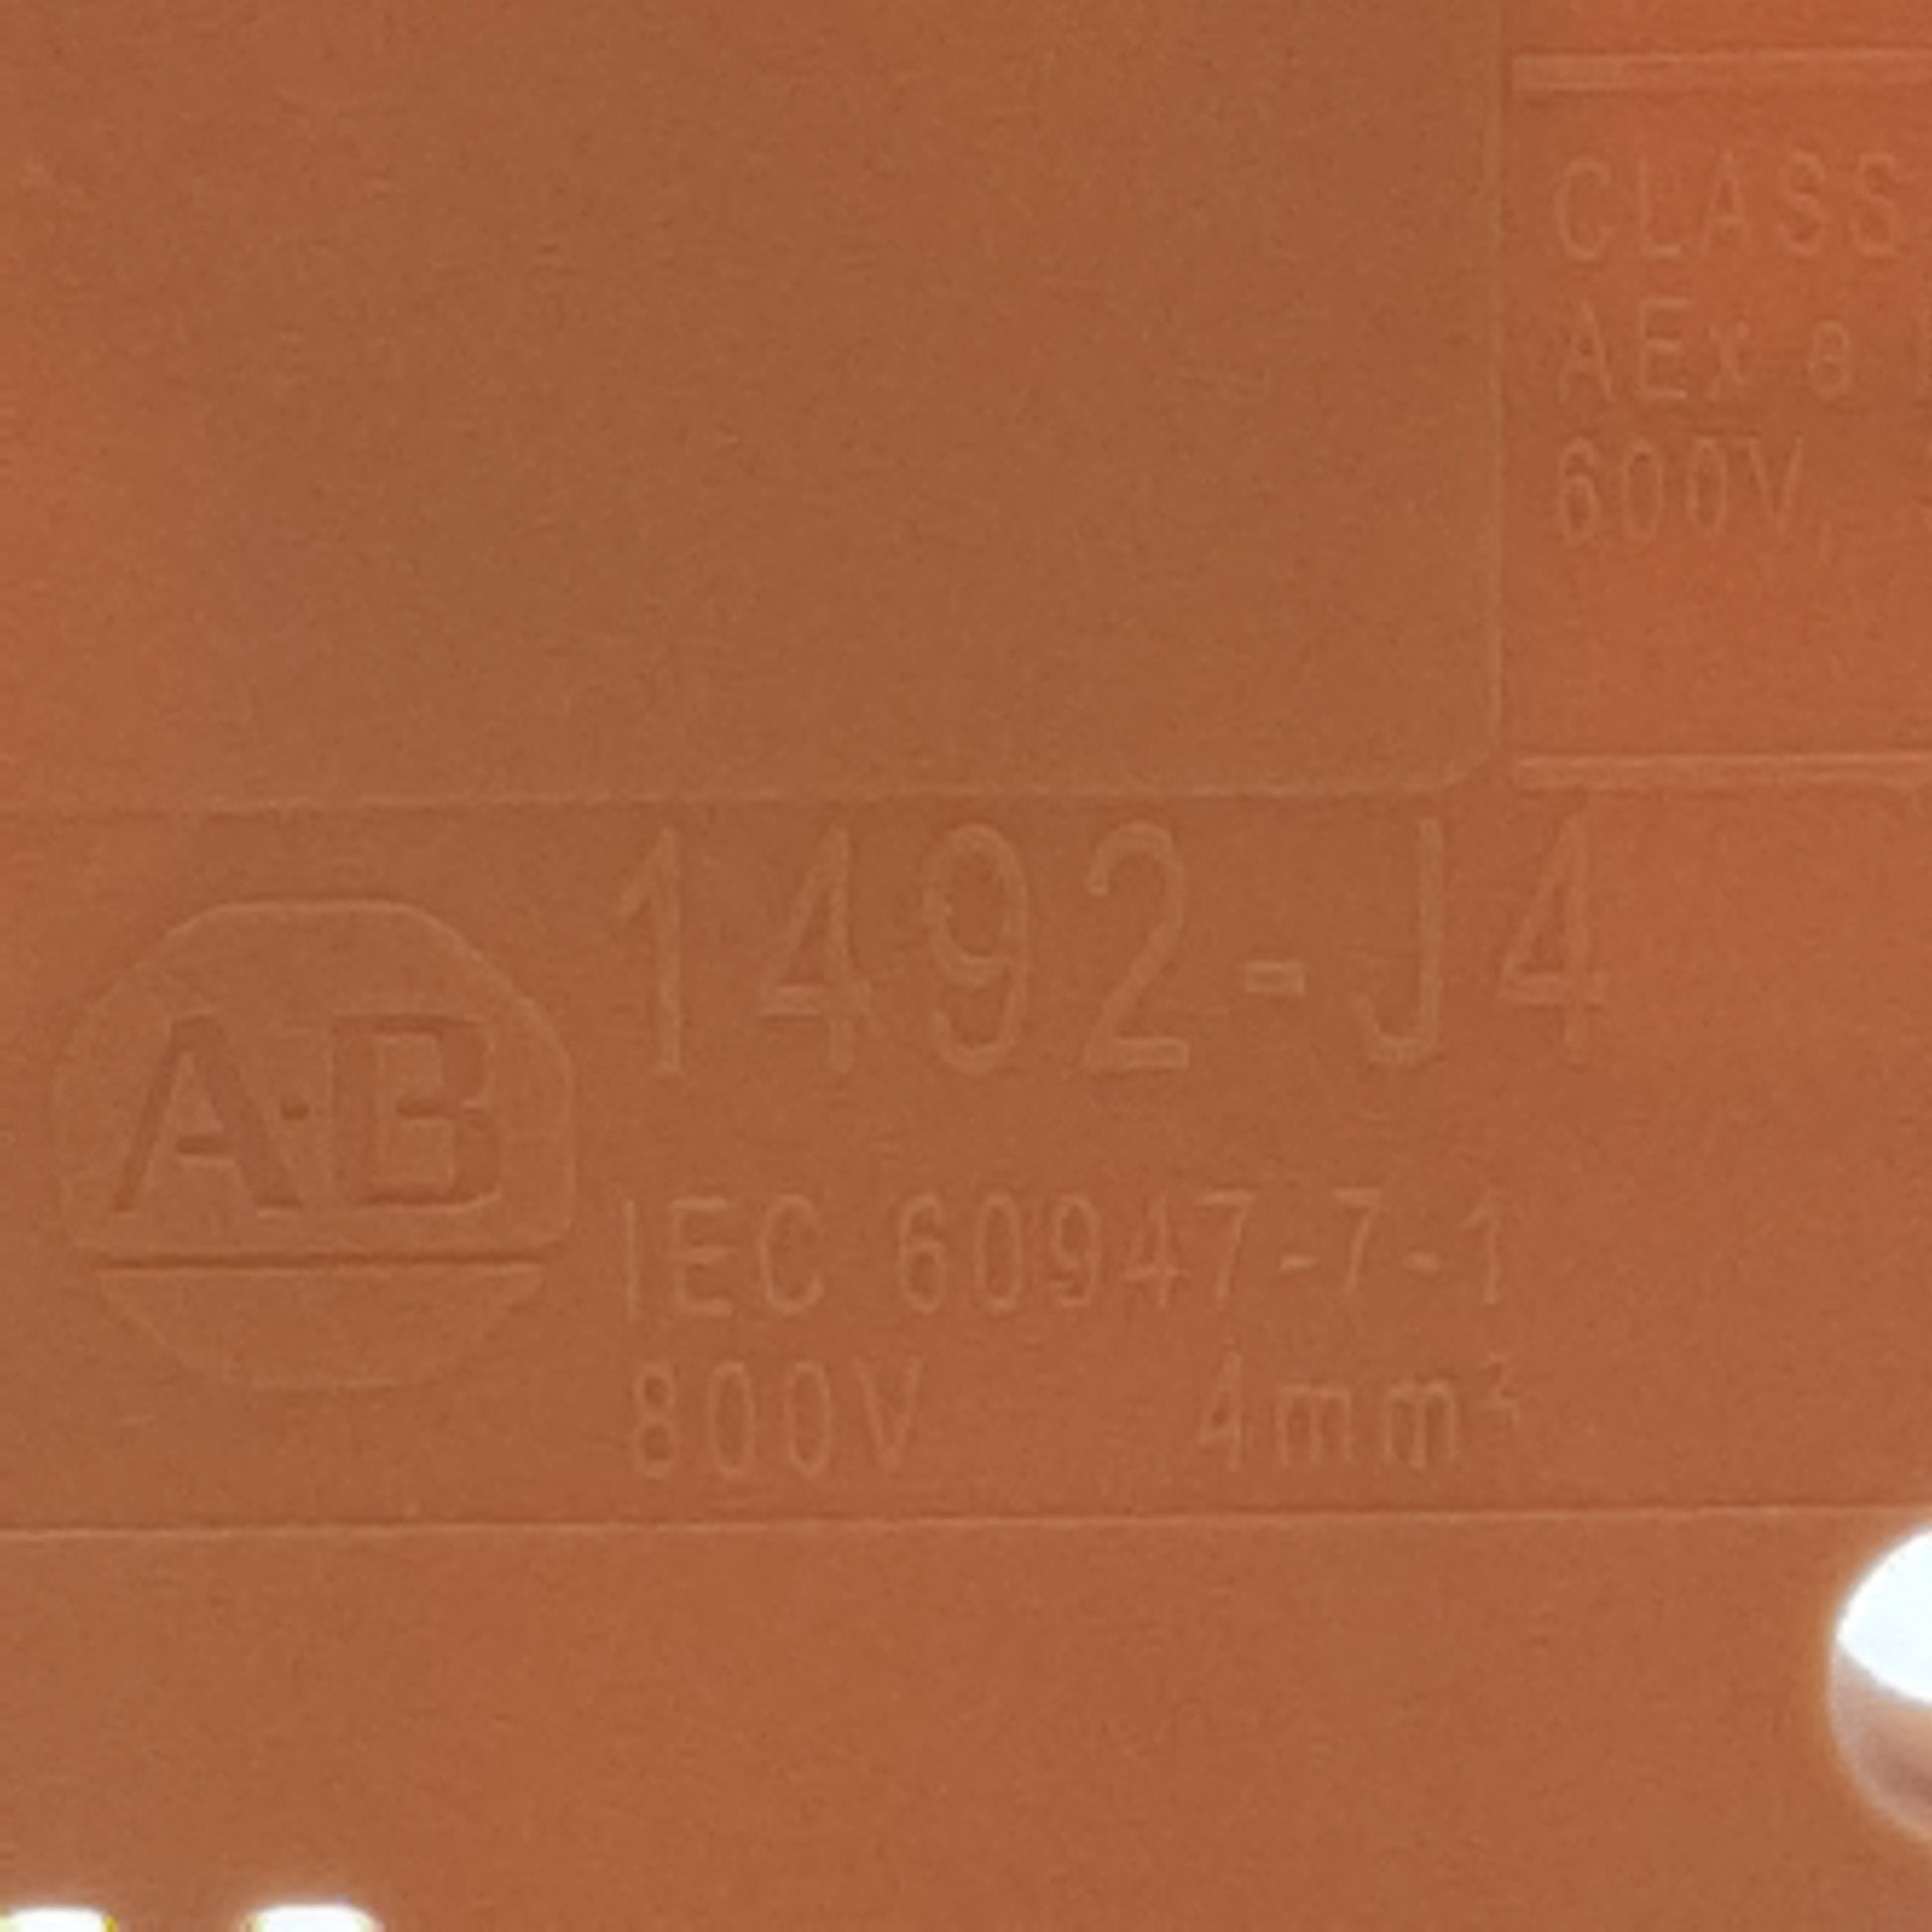 CLASS
AEx e
600V,
1492-J4
A-B
IEC 60947-7-1
800V 4mm²